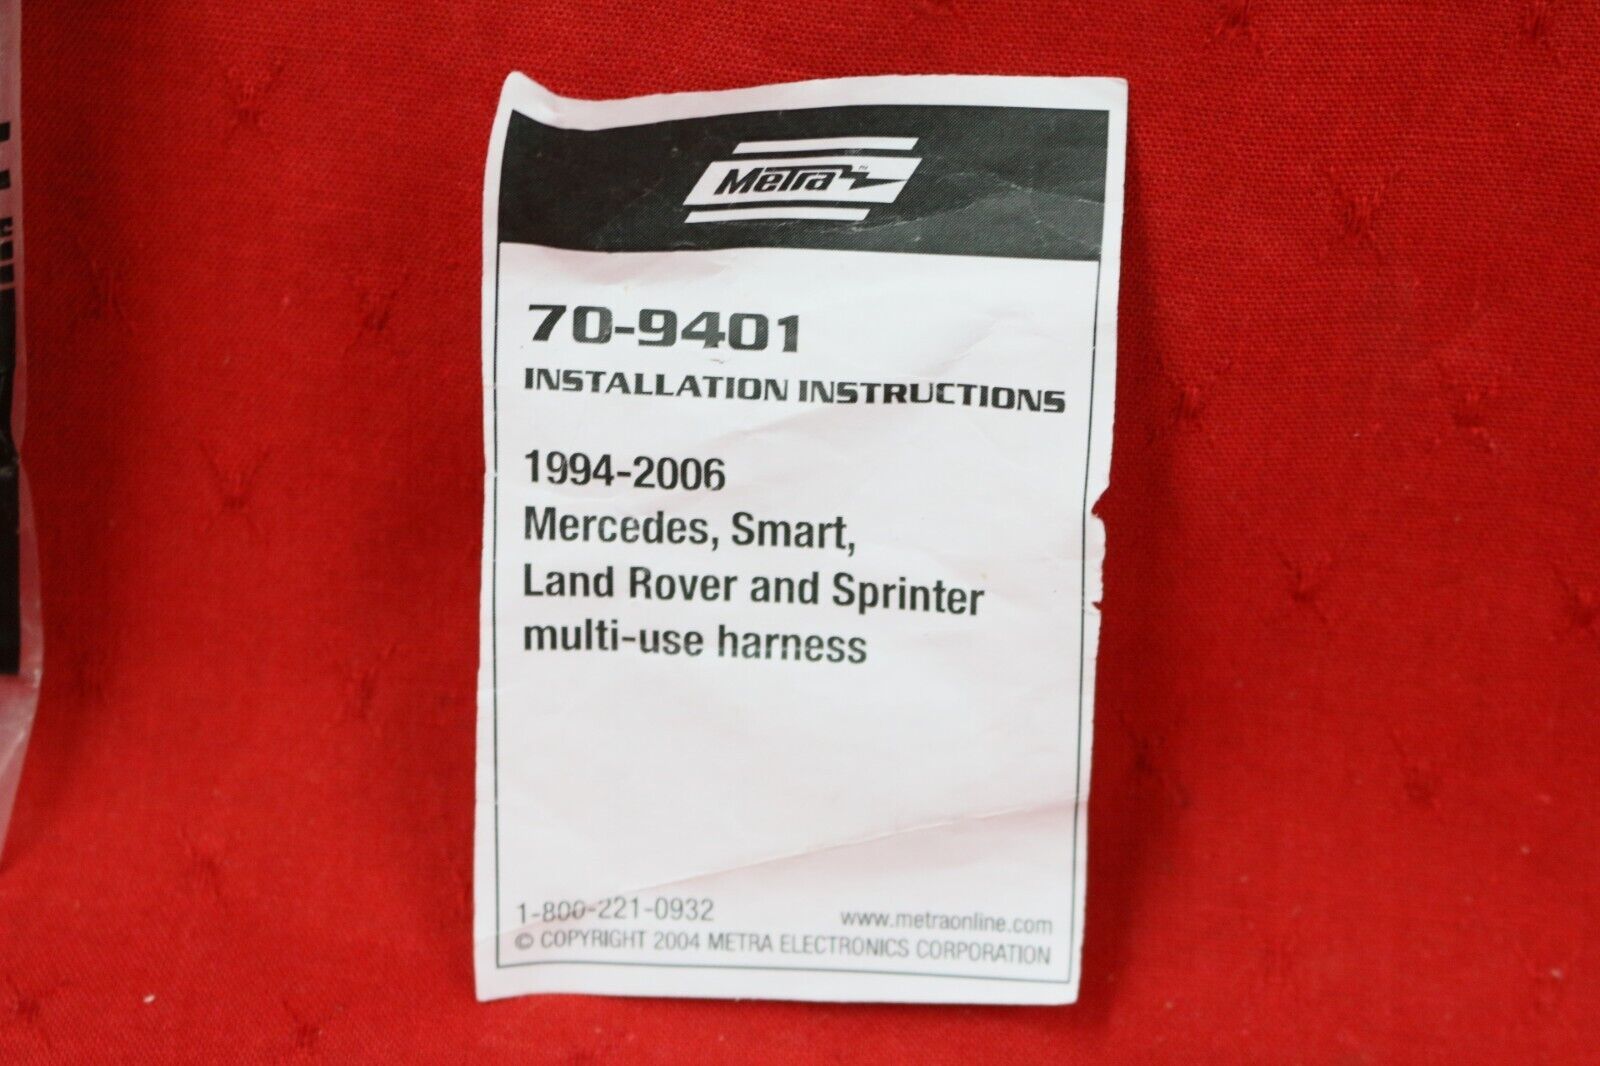 Metra™
70-9401
INSTALLATION INSTRUCTIONS
1994-2006
Mercedes, Smart,
Land Rover and Sprinter
multi-use harness
1-800-221-0932 www.metraonline.com
© COPYRIGHT 2004 METRA ELECTRONICS CORPORATION